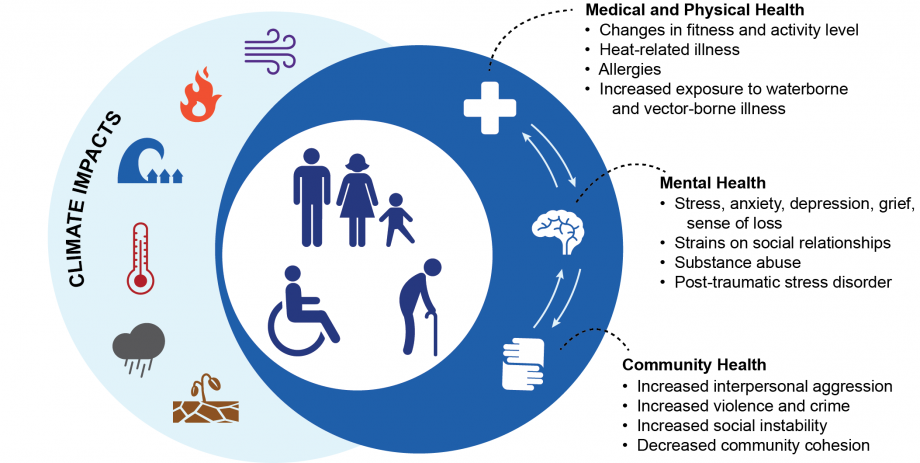 CLIMATE IMPACTS
Medical and Physical Health
• Changes in fitness and activity level
• Heat-related illness
• Allergies
• Increased exposure to waterborne
and vector-borne illness
Mental Health
• Stress, anxiety, depression, grief,
sense of loss
• Strains on social relationships
• Substance abuse
• Post-traumatic stress disorder
Community Health
• Increased interpersonal aggression
• Increased violence and crime
• Increased social instability
• Decreased community cohesion